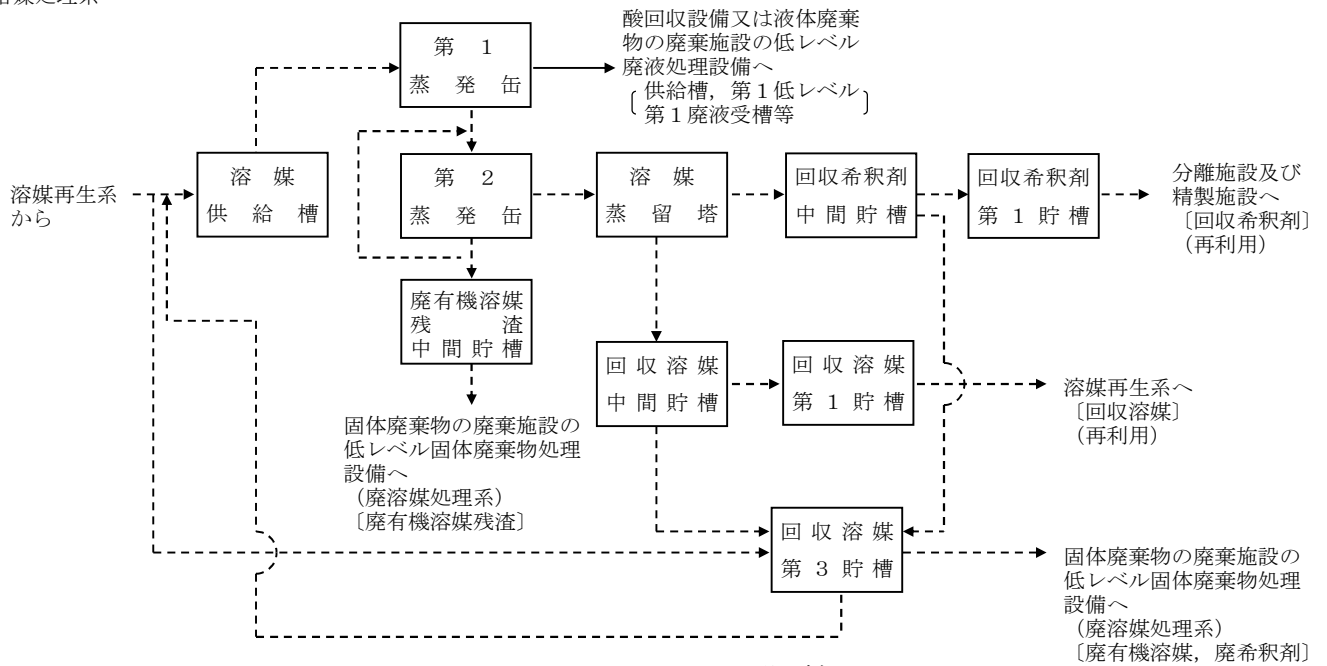 第 1
蒸 発 缶
酸回収設備又は液体廃棄
物の廃棄施設の低レベル
廃液処理設備へ
供給槽，第１低レベル
第１廃液受槽等
溶媒再生系
から
溶 媒
供 給 槽
第 2
蒸 発 缶
溶 媒
蒸 留 塔
回収希釈剤
中間貯槽
回収希釈剤
第１貯槽
分離施設及び
精製施設へ
〔回収希釈剤〕
（再利用）
廃有機溶媒
残 渣
中間貯槽
回収溶媒
中間貯槽
回収溶媒
第１貯槽
溶媒再生系へ
〔回収溶媒〕
（再利用）
固体廃棄物の廃棄施設の
低レベル固体廃棄物処理
設備へ
（廃溶媒処理系）
〔廃有機溶媒残渣〕
回収溶媒
第３貯槽
固体廃棄物の廃棄施設の
低レベル固体廃棄物処理
設備へ
（廃溶媒処理系）
〔廃有機溶媒，廃希釈剤〕